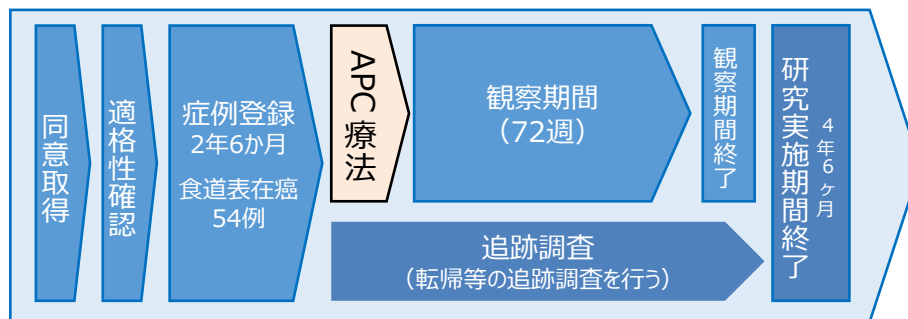 同意取得
適格性確認
症例登録
2年6か月
食道表在癌
54例
APC療法
観察期間
（72週）
観察期間終了
追跡調査
（転帰等の追跡調査を行う）
研究実施期間終了
4年6ヶ月